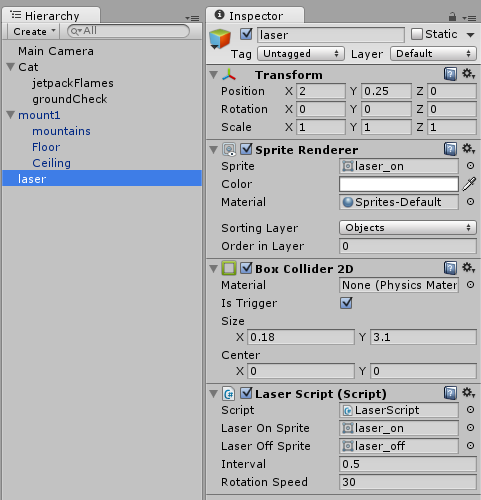 Hierarchy
Create All
Main Camera
Cat
jetpackFlames
groundCheck
mount1
mountains
Floor
Ceiling
laser
Inspector
laser Static
Tag Untagged Layer Default
Transform
Position X 2 Y 0.25 Z 0
Rotation X 0 Y 0 Z 0
Scale X 1 Y 1 Z 1
Sprite Renderer
Sprite laser_on
Color
Material Sprites-Default
Sorting Layer Objects
Order in Layer 0
Box Collider 2D
Material None (Physics Mater
Is Trigger
Size
X 0.18 Y 3.1
Center
X 0 Y 0
Laser Script (Script)
Script LaserScript
Laser On Sprite laser_on
Laser Off Sprite laser_off
Interval 0.5
Rotation Speed 30